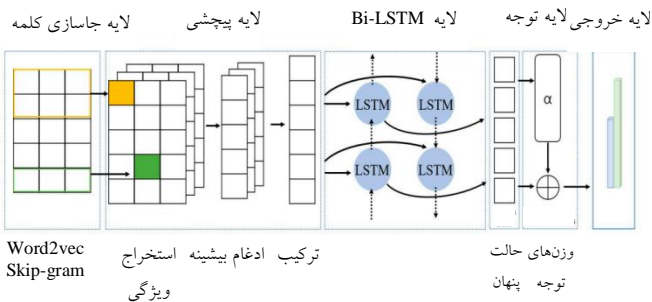 لایه جاسازی کلمه
لایه پیچشی
لایه Bi-LSTM
لایه توجه
لایه خروجی
LSTM
LSTM
LSTM
LSTM
α
Word2vec
Skip-gram
استخراج
ویژگی
ادغام بیشینه
ترکیب
وزن‌های حالت
توجه پنهان